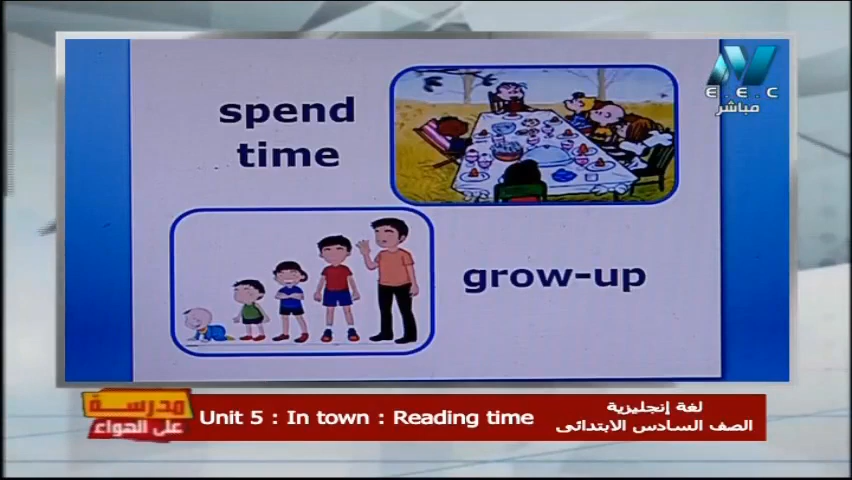 spend
time
E.E.C
مباشر
grow-up
مدرسة
على الهواء
Unit 5 : In town : Reading time
لغة إنجليزية
الصف السادس الابتدائى